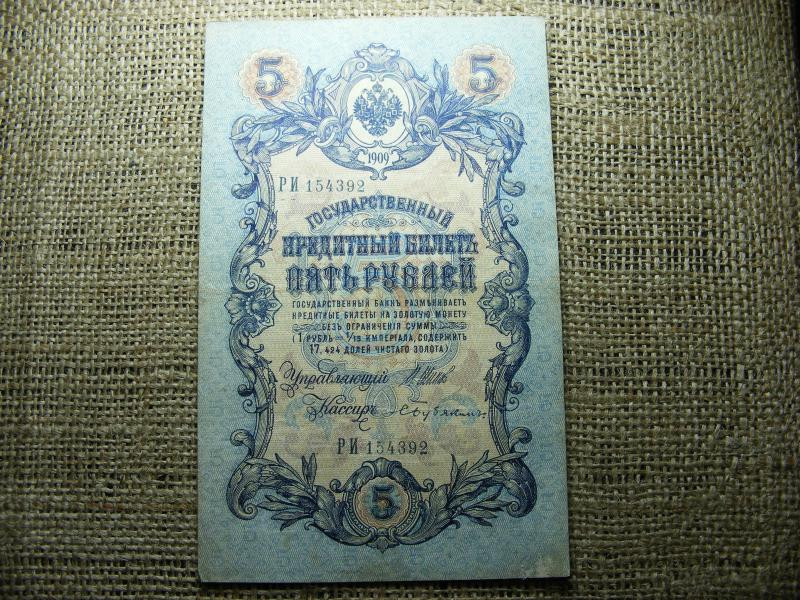 5 5
1909
РИ 154392
ГОСУДАРСТВЕННЫЙ
КРЕДИТНЫЙ БИЛЕТЪ
ПЯТЬ РУБЛЕЙ
ГОСУДАРСТВЕННЫЙ БАНКЪ РАЗМѢНИВАЕТЪ
КРЕДИТНЫЕ БИЛЕТЫ НА ЗОЛОТУЮ МОНЕТУ
БЕЗЪ ОГРАНИЧЕНІЯ СУММЫ
(1 РУБЛЬ = 1/15 ИМПЕРІАЛА, СОДЕРЖИТЪ
17,424 ДОЛЕЙ ЧИСТАГО ЗОЛОТА).
Управляющій
Кассиръ
РИ 154392
5